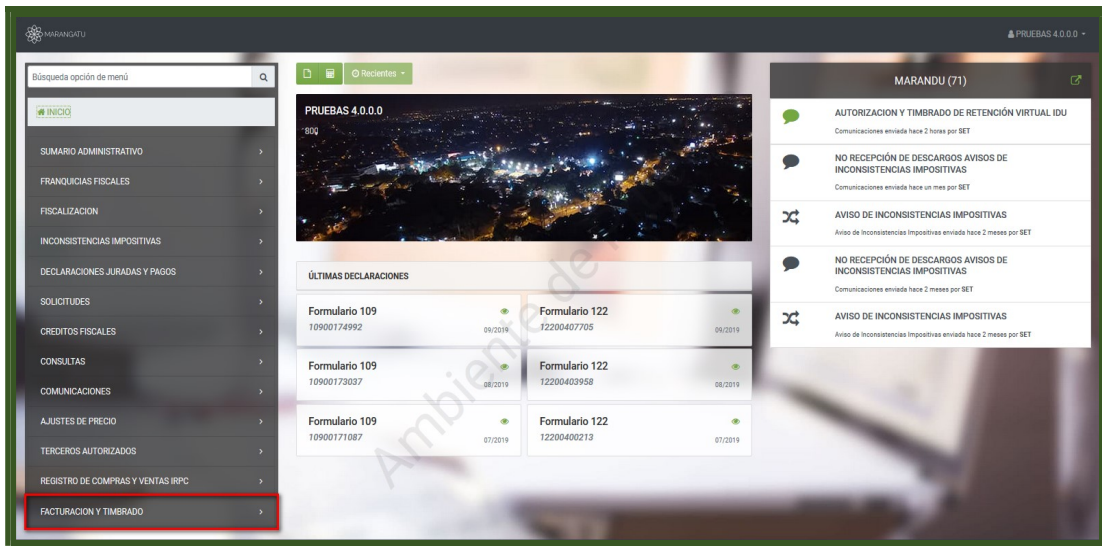 MARANGATU
PRUEBAS 4.0.0.0
Búsqueda opción de menú
INICIO
SUMARIO ADMINISTRATIVO
FRANQUICIAS FISCALES
FISCALIZACION
INCONSISTENCIAS IMPOSITIVAS
DECLARACIONES JURADAS Y PAGOS
SOLICITUDES
CREDITOS FISCALES
CONSULTAS
COMUNICACIONES
AJUSTES DE PRECIO
TERCEROS AUTORIZADOS
REGISTRO DE COMPRAS Y VENTAS IRPC
FACTURACION Y TIMBRADO
Recientes
PRUEBAS 4.0.0.0
800
ÚLTIMAS DECLARACIONES
Formulario 109
10900174992 09/2019
Formulario 122
12200407705 09/2019
Formulario 109
10900173037 08/2019
Formulario 122
12200403958 08/2019
Formulario 109
10900171087 07/2019
Formulario 122
12200400213 07/2019
Ambiente de
MARANDU (71)
AUTORIZACION Y TIMBRADO DE RETENCIÓN VIRTUAL IDU
Comunicaciones enviada hace 2 horas por SET
NO RECEPCIÓN DE DESCARGOS AVISOS DE
INCONSISTENCIAS IMPOSITIVAS
Comunicaciones enviada hace un mes por SET
AVISO DE INCONSISTENCIAS IMPOSITIVAS
Aviso de Inconsistencias Impositivas enviada hace 2 meses por SET
NO RECEPCIÓN DE DESCARGOS AVISOS DE
INCONSISTENCIAS IMPOSITIVAS
Comunicaciones enviada hace 2 meses por SET
AVISO DE INCONSISTENCIAS IMPOSITIVAS
Aviso de Inconsistencias Impositivas enviada hace 2 meses por SET